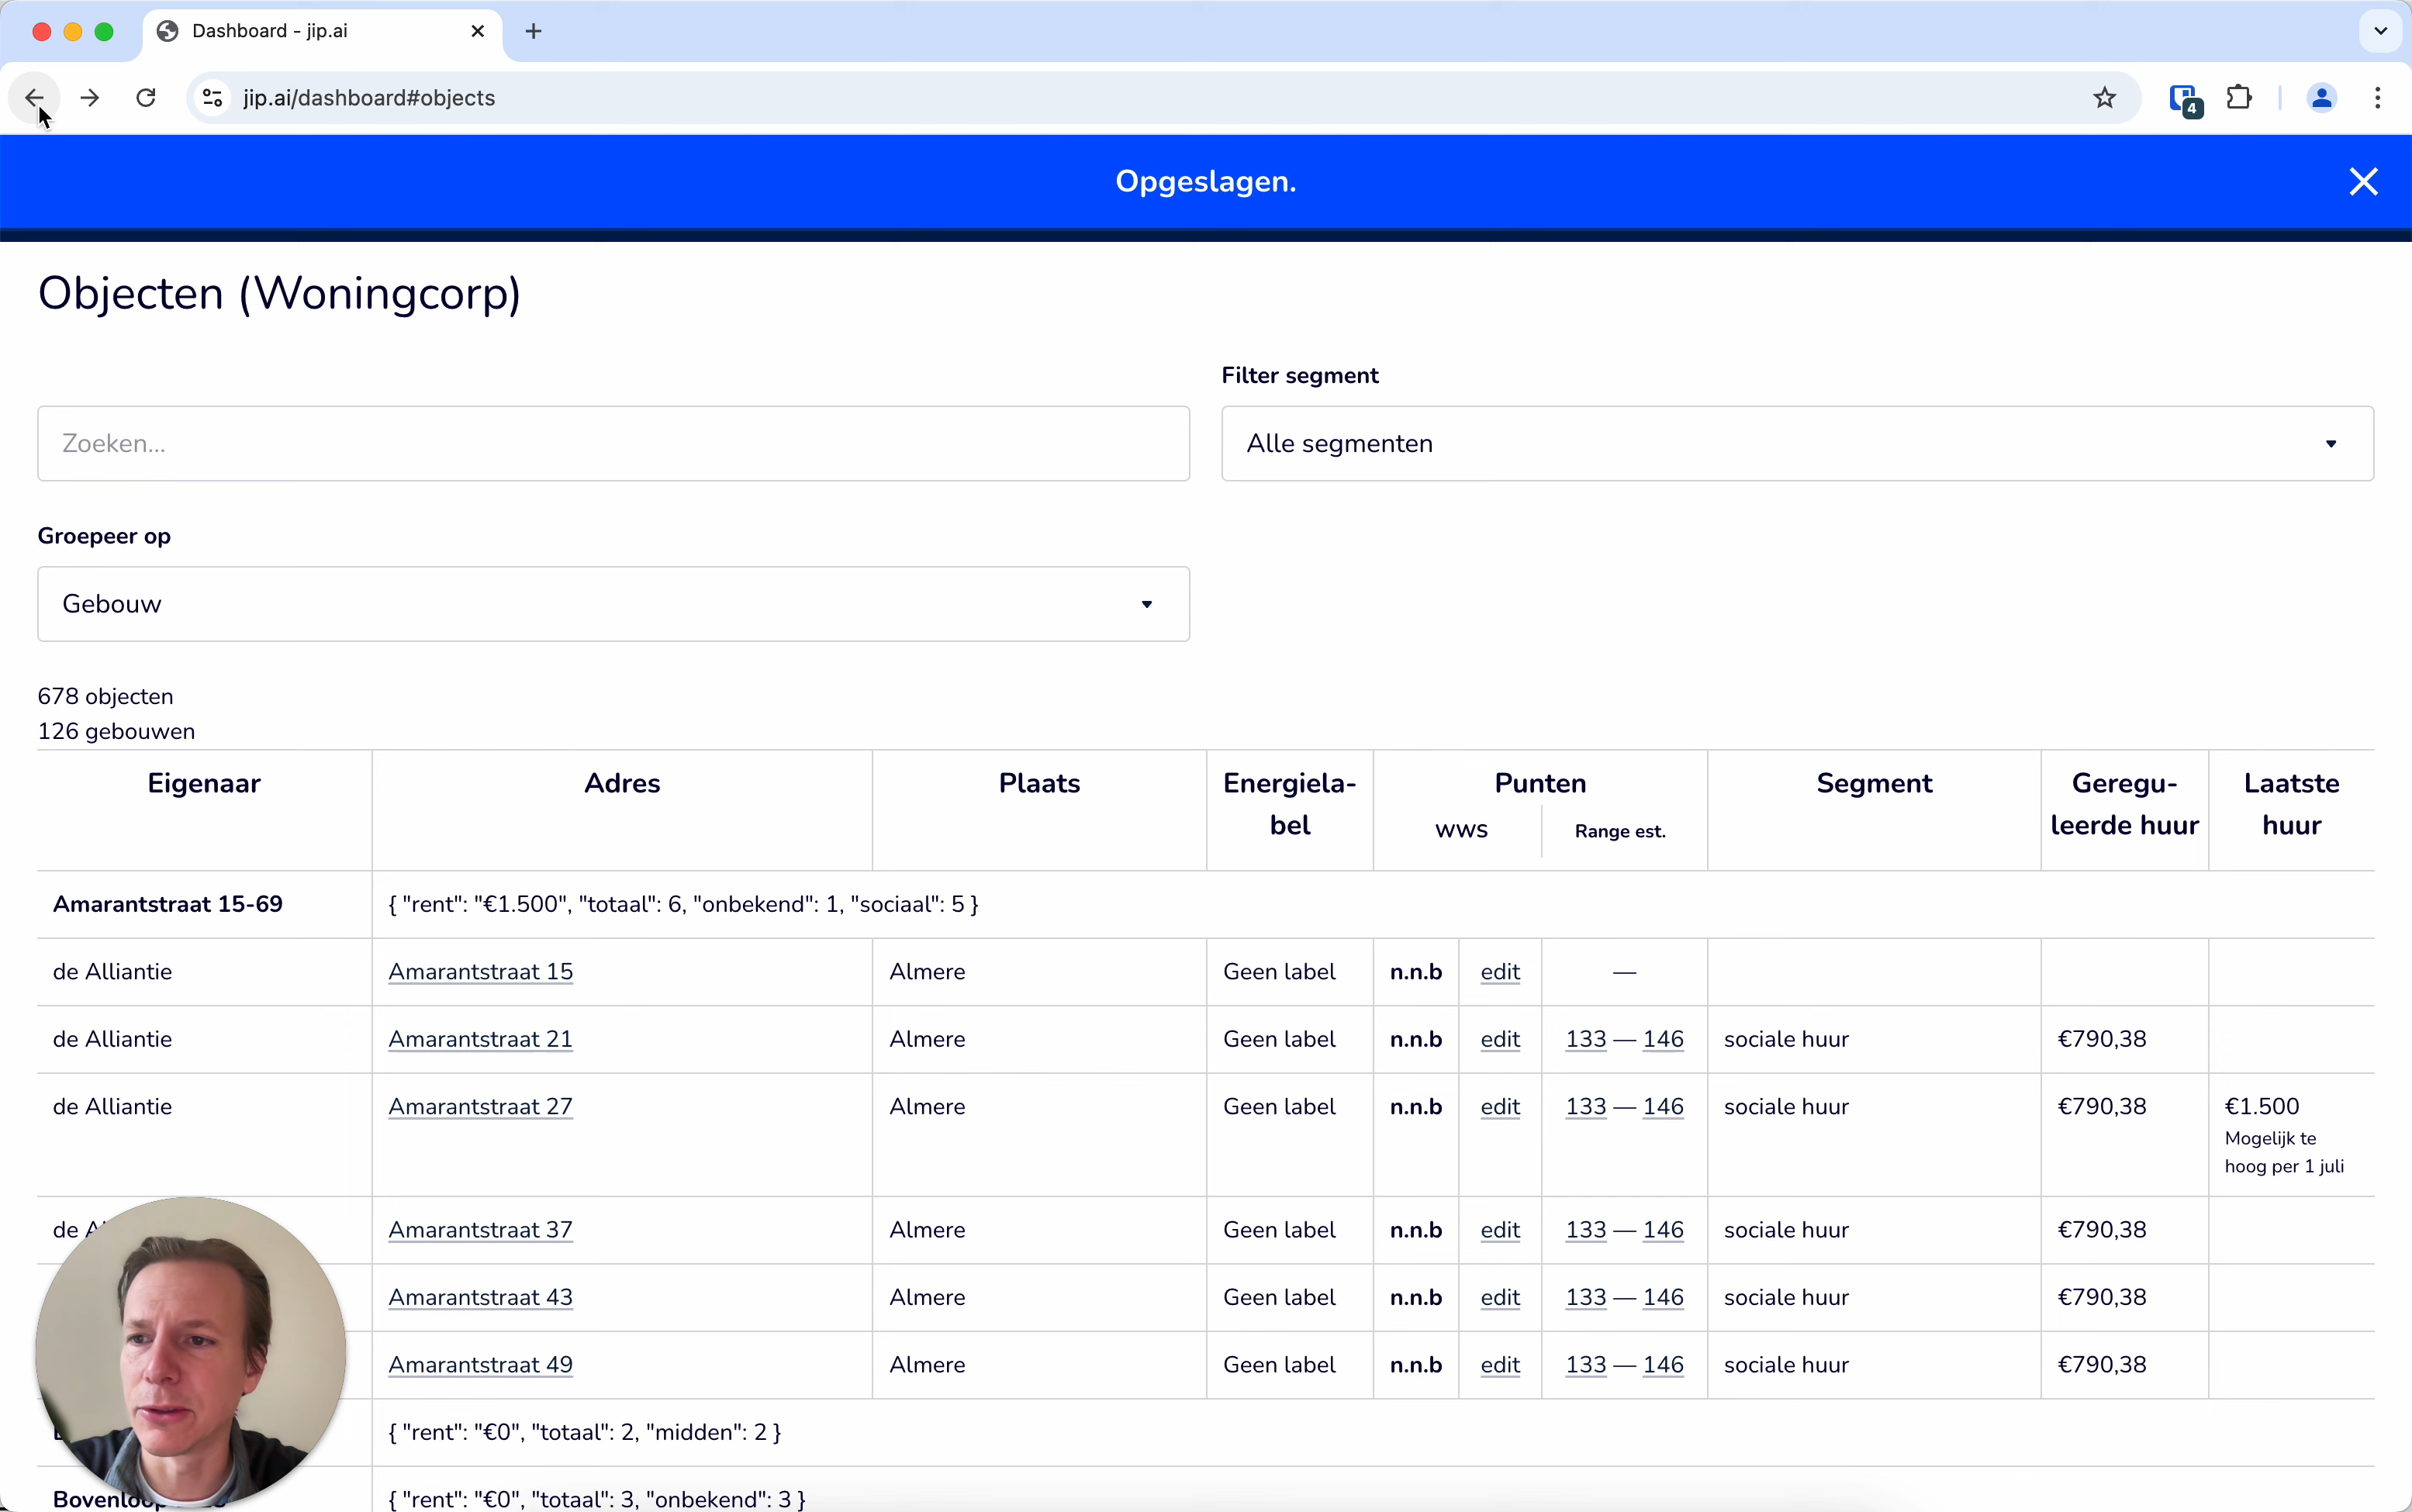 Dashboard - jip.ai
jip.ai/dashboard#objects
4
Opgeslagen.
Objecten (Woningcorp)
Filter segment
Zoeken...
Alle segmenten
Groepeer op
Gebouw
678 objecten
126 gebouwen
Eigenaar Adres Plaats Energiela- Punten Segment Geregu- Laatste
bel WWS Range est. leerde huur huur
Amarantstraat 15-69 { "rent": "€1.500", "totaal": 6, "onbekend": 1, "sociaal": 5 }
de Alliantie Amarantstraat 15 Almere Geen label n.n.b edit —
de Alliantie Amarantstraat 21 Almere Geen label n.n.b edit 133 — 146 sociale huur €790,38
de Alliantie Amarantstraat 27 Almere Geen label n.n.b edit 133 — 146 sociale huur €790,38 €1.500
Mogelijk te
hoog per 1 juli
de Amarantstraat 37 Almere Geen label n.n.b edit 133 — 146 sociale huur €790,38
Amarantstraat 43 Almere Geen label n.n.b edit 133 — 146 sociale huur €790,38
Amarantstraat 49 Almere Geen label n.n.b edit 133 — 146 sociale huur €790,38
{ "rent": "€0", "totaal": 2, "midden": 2 }
{ "rent": "€0", "totaal": 3, "onbekend": 3 }